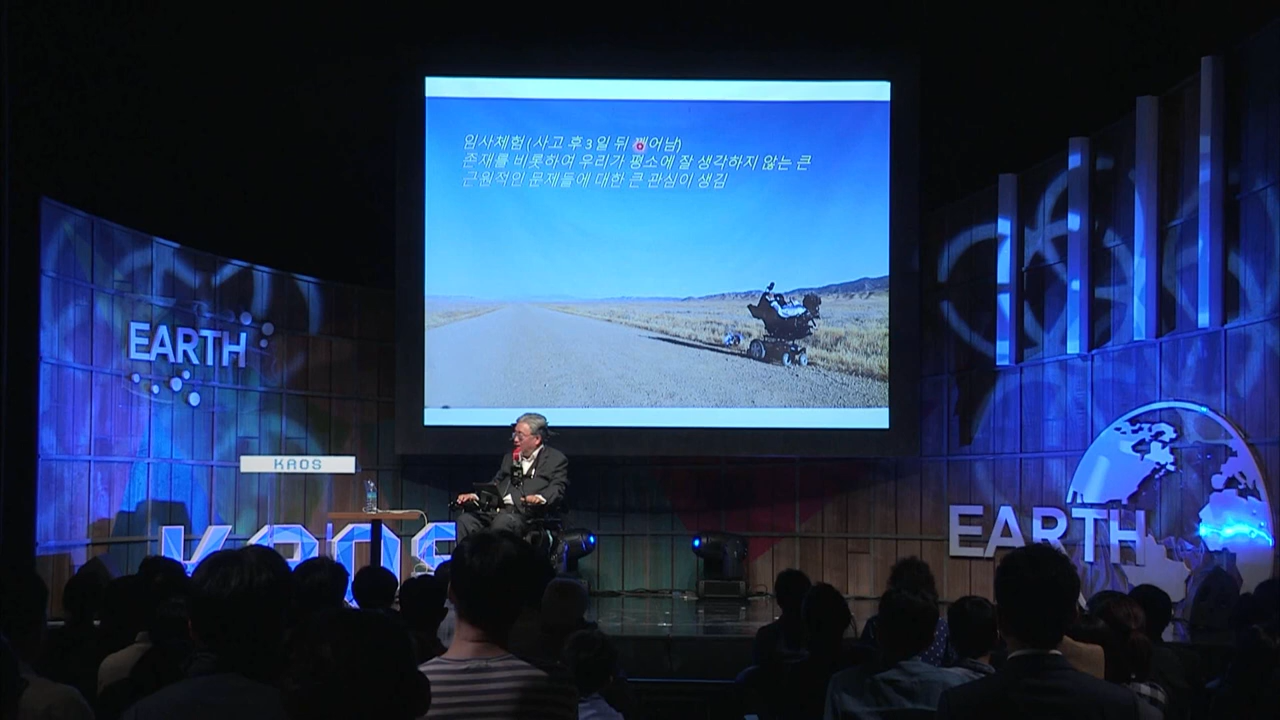 임사체험 (사고 후 3일 뒤 깨어남)
존재를 비롯하여 우리가 평소에 잘 생각하지 않는 큰
근원적인 문제들에 대한 큰 관심이 생김
EARTH
KAOS
KAOS
EARTH